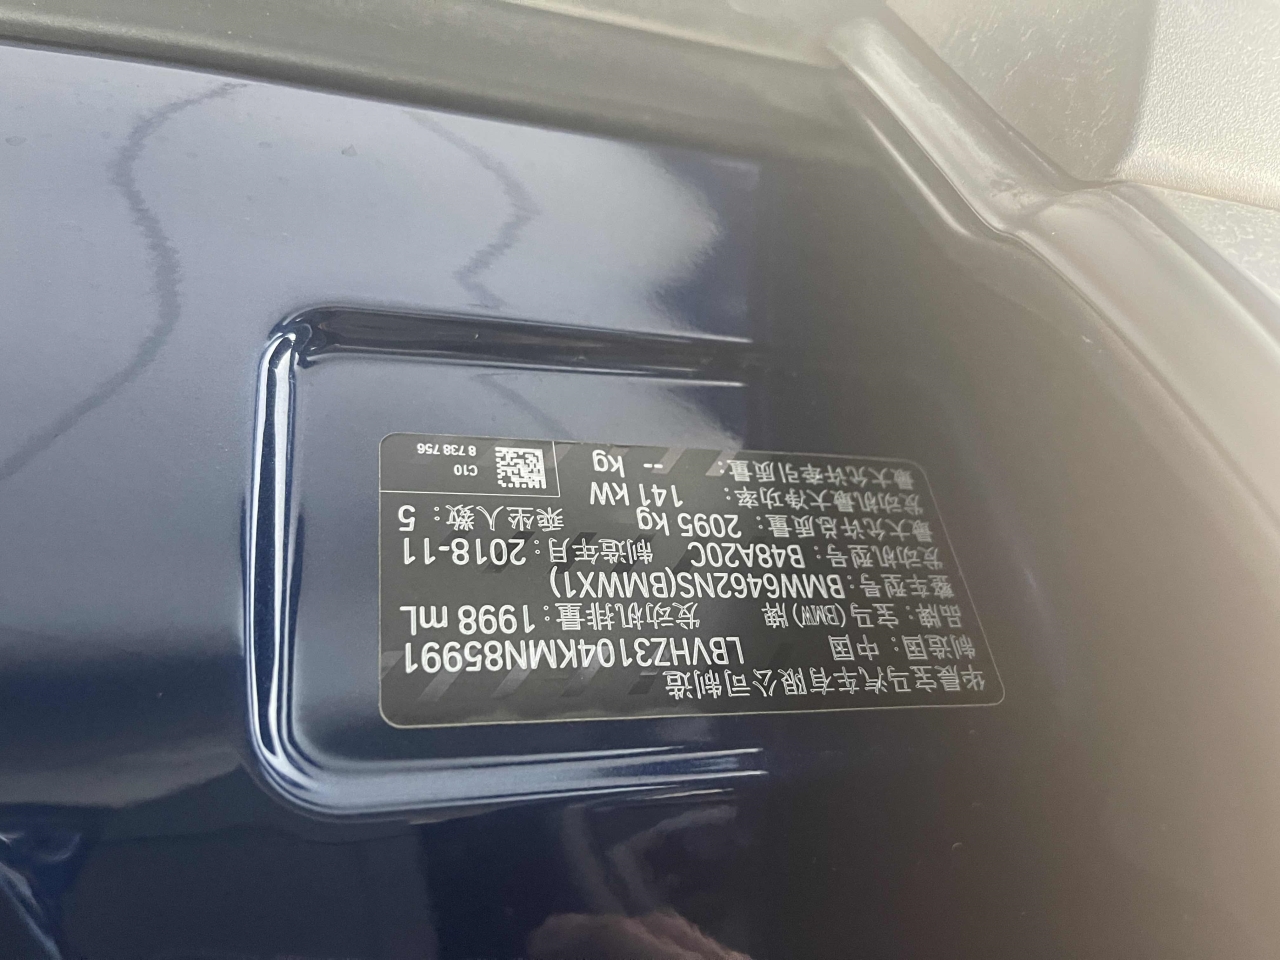 华晨宝马汽车有限公司制造
制造国：中国 LBVHZ3104KMN85991
品牌：宝马(BMW)牌 发动机排量：1998 mL
整车型号：BMW6462NS(BMWX1)
发动机型号：B48A20C 制造年月：2018-11
最大允许总质量：2095 kg 乘坐人数：5
发动机最大净功率：141 kW
最大允许牵引质量：-- kg
C10
8 738 756